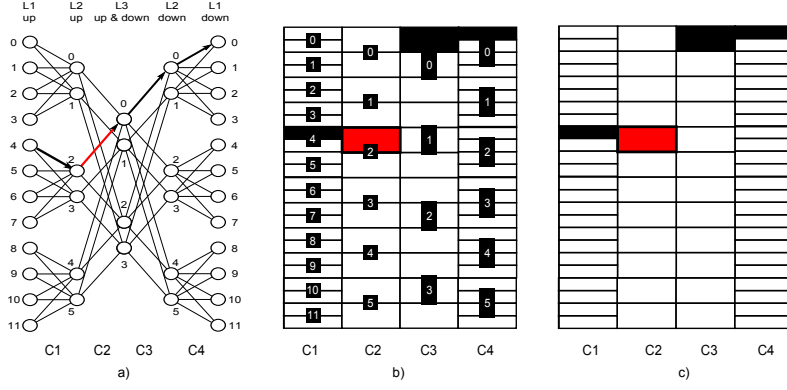 L1 L2 L3 L2 L1
up up up & down down down
0 0
1 0 0 1
2 1 0 1 2
3 3
4 1 4
5 2 2 5
6 3 3 6
7 2 7
8 8
9 4 3 4 9
10 5 5 10
11 11
C1 C2 C3 C4
a)
0
0 0
1 0
2
1 1
3
4 1
2 2
5
6
3 3
7 2
8
4 4
9
10 3
5 5
11
C1 C2 C3 C4
b)
C1 C2 C3 C4
c)